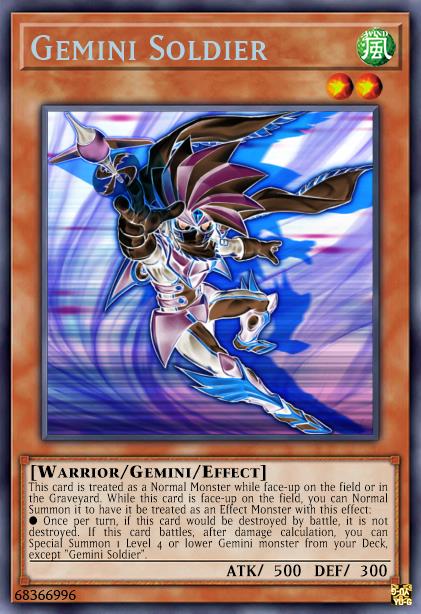 GEMINI SOLDIER
WIND
風
[WARRIOR/GEMINI/EFFECT]
This card is treated as a Normal Monster while face-up on the field or in
the Graveyard. While this card is face-up on the field, you can Normal
Summon it to have it be treated as an Effect Monster with this effect:
● Once per turn, if this card would be destroyed by battle, it is not
destroyed. If this card battles, after damage calculation, you can
Special Summon 1 Level 4 or lower Gemini monster from your Deck,
except "Gemini Soldier".
ATK/ 500 DEF/ 300
68366996